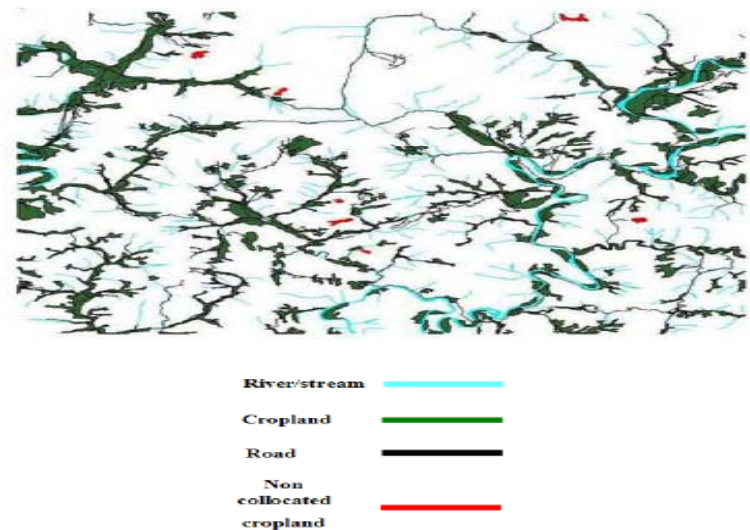 River/stream
Cropland
Road
Non
collocated
cropland